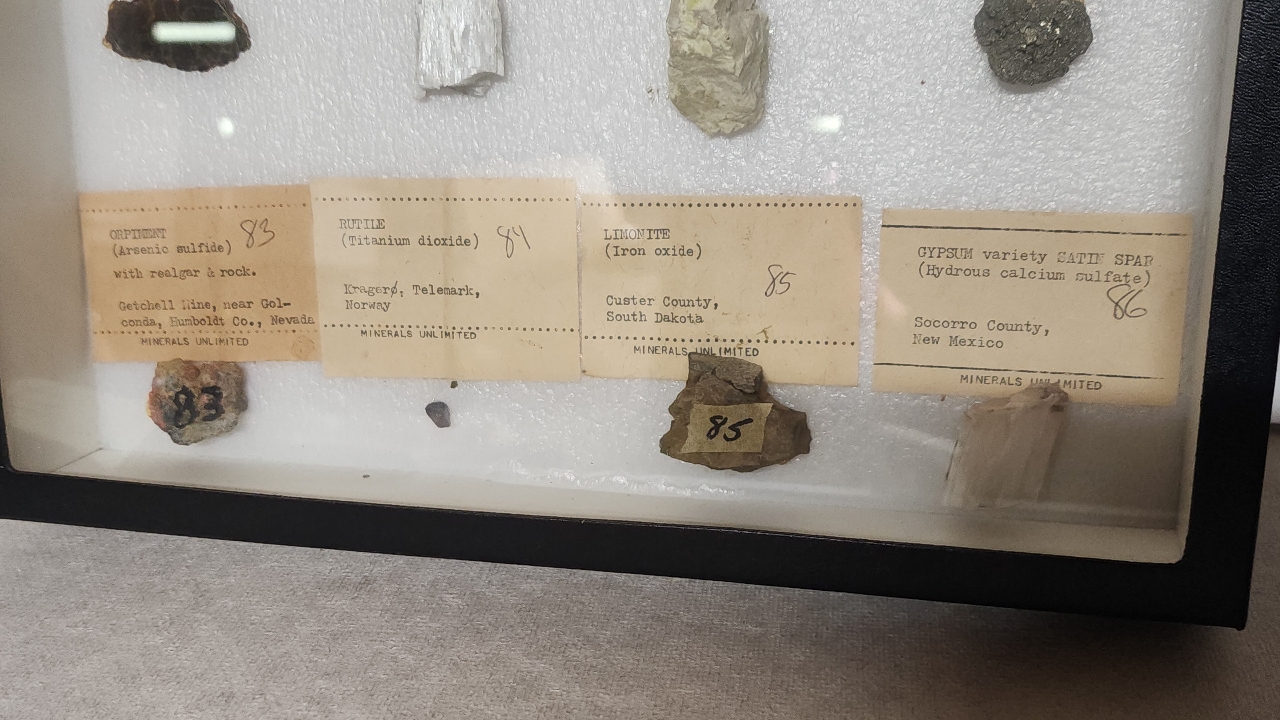 ORPIMENT
(Arsenic sulfide) 83
with realgar & rock.
Getchell Mine, near Gol-
conda, Humboldt Co., Nevada
MINERALS UNLIMITED
RUTILE
(Titanium dioxide) 84
Kragerø, Telemark,
Norway
MINERALS UNLIMITED
LIMONITE
(Iron oxide)
85
Custer County,
South Dakota
MINERALS UNLIMITED
GYPSUM variety SATIN SPAR
(Hydrous calcium sulfate)
86
Socorro County,
New Mexico
MINERALS UNLIMITED
83
85